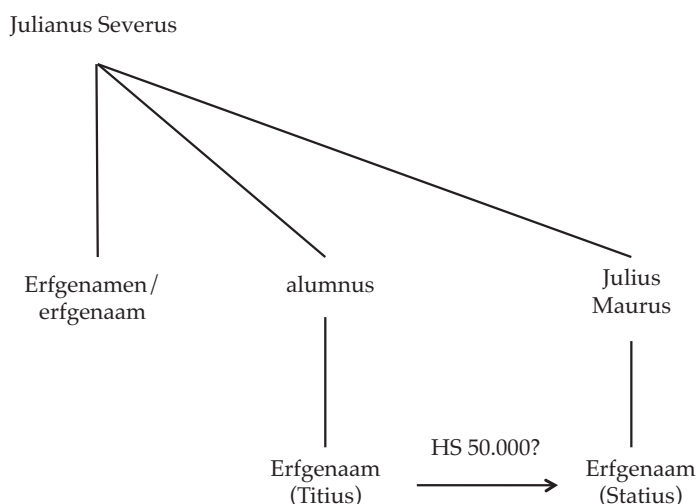 Julianus Severus
Erfgenamen/
erfgenaam
alumnus
Julius
Maurus
HS 50.000?
Erfgenaam
(Titius)
Erfgenaam
(Statius)